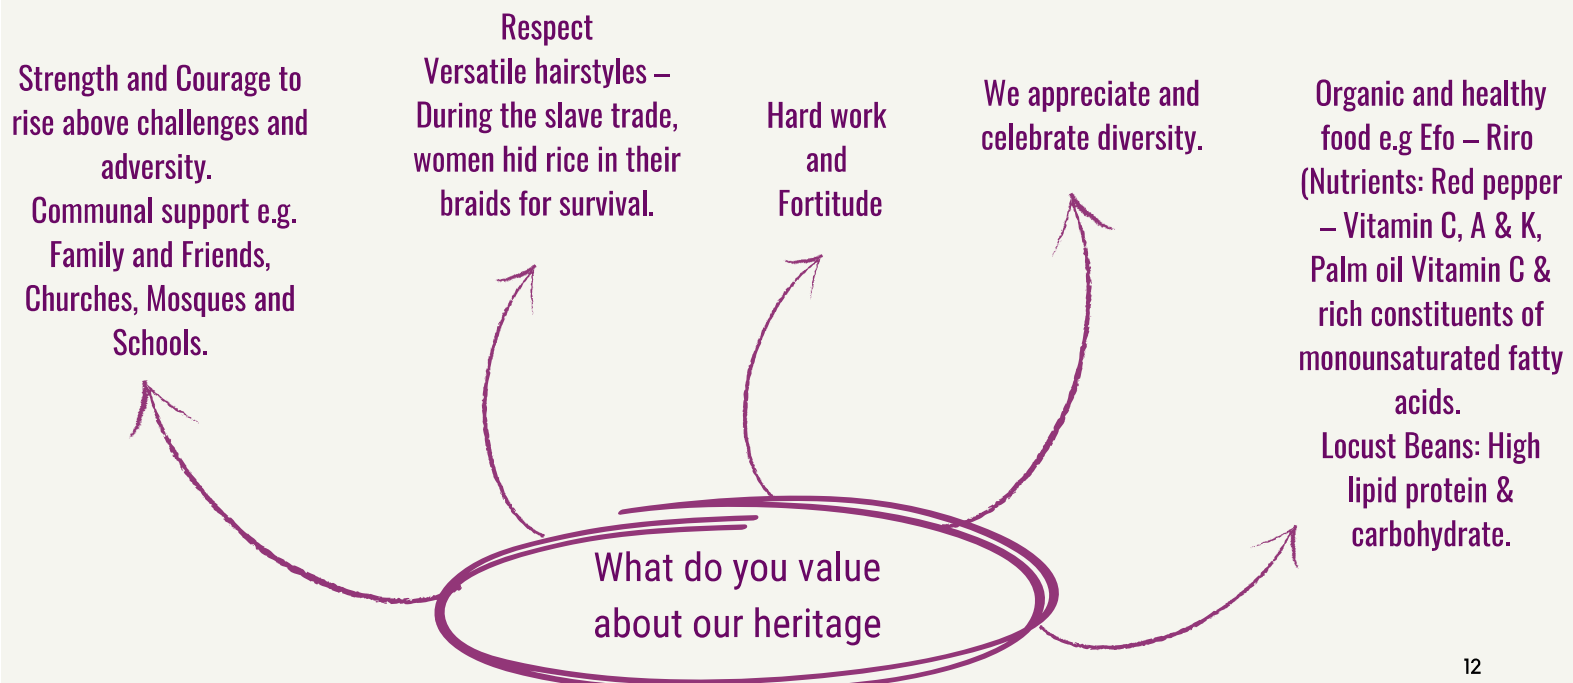 Strength and Courage to
rise above challenges and
adversity.
Communal support e.g.
Family and Friends,
Churches, Mosques and
Schools.
Respect
Versatile hairstyles –
During the slave trade,
women hid rice in their
braids for survival.
Hard work
and
Fortitude
We appreciate and
celebrate diversity.
Organic and healthy
food e.g Efo – Riro
(Nutrients: Red pepper
– Vitamin C, A & K,
Palm oil Vitamin C &
rich constituents of
monounsaturated fatty
acids.
Locust Beans: High
lipid protein &
carbohydrate.
What do you value
about our heritage
12